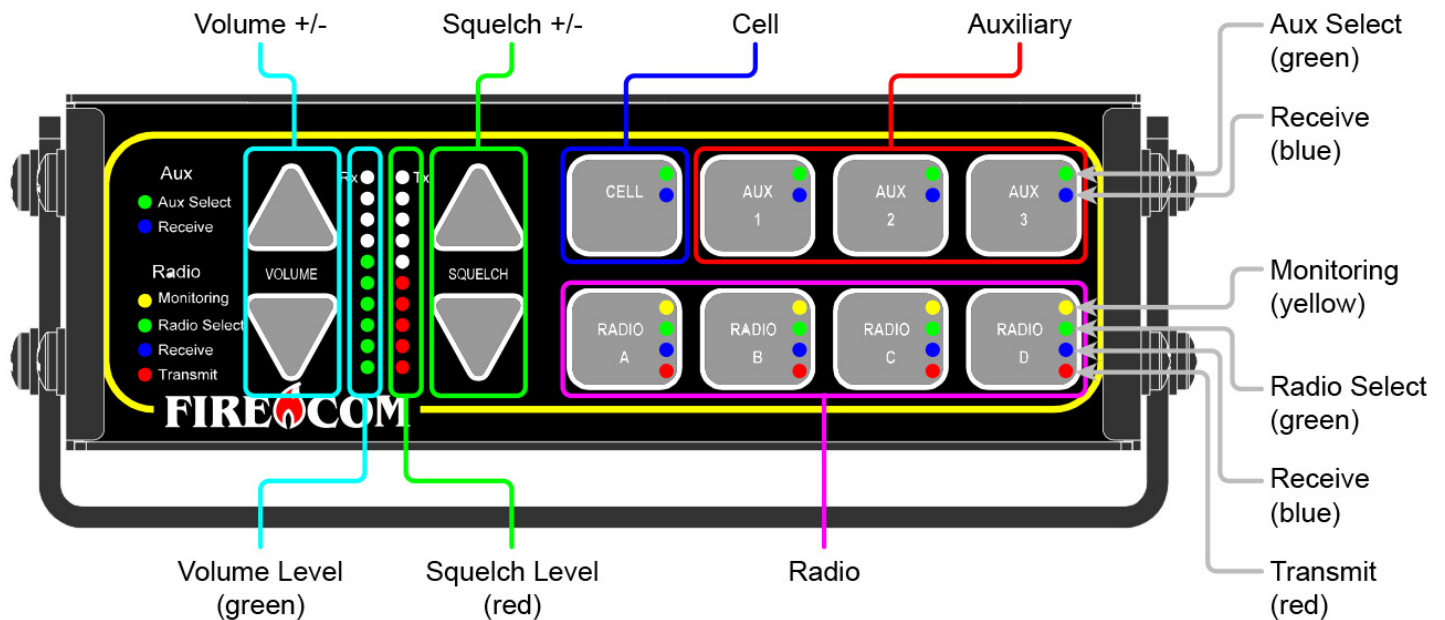 Volume +/-
Squelch +/-
Cell
Auxiliary
Aux Select
(green)
Receive
(blue)
Monitoring
(yellow)
Radio Select
(green)
Receive
(blue)
Transmit
(red)
Aux
Aux Select
Receive
Radio
Monitoring
Radio Select
Receive
Transmit
VOLUME
Rx
Tx
SQUELCH
CELL
AUX
1
AUX
2
AUX
3
RADIO
A
RADIO
B
RADIO
C
RADIO
D
FIRECOM
Volume Level
(green)
Squelch Level
(red)
Radio